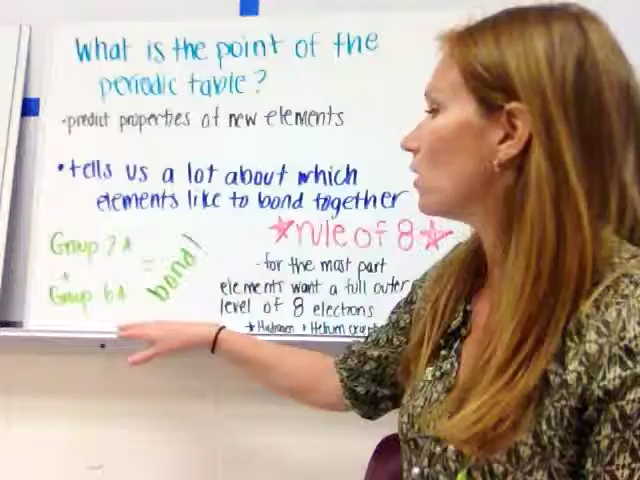 What is the point of the
periodic table?
-predict properties of new elements
•tells us a lot about which
elements like to bond together
☆rule of 8☆
-for the most part
elements want a full outer
level of 8 electrons
*Hydrogen + Helium
Group 7A
+
Group 6A
= bond!